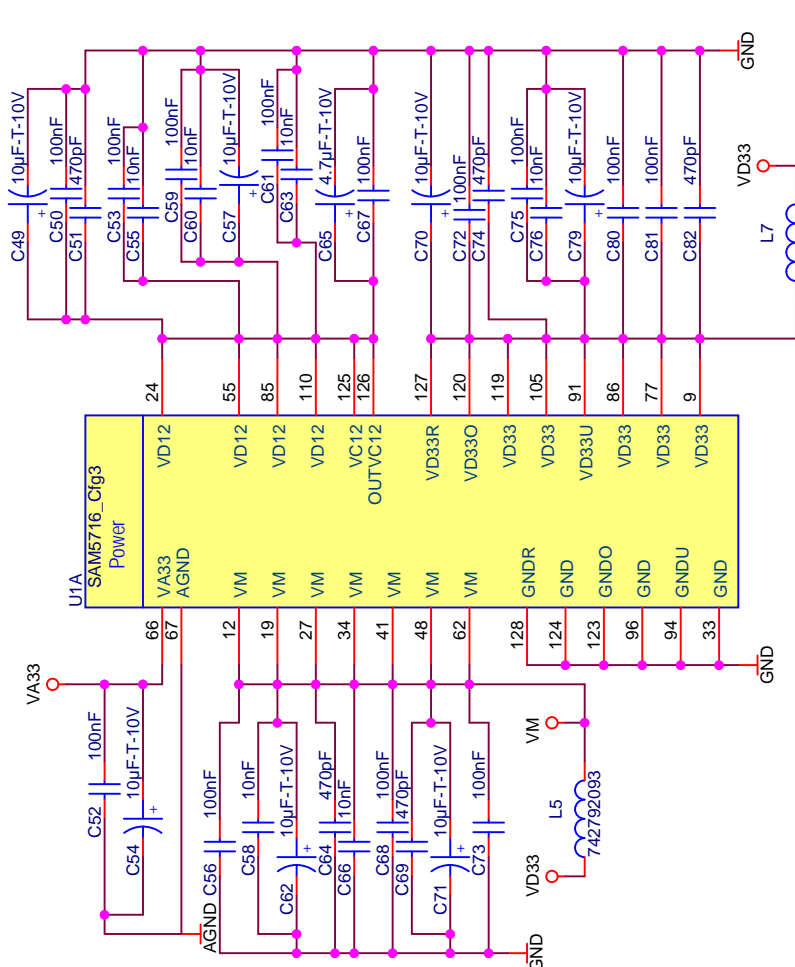 10µF-T-10V
100nF
470pF
C49
C50
C51
100nF
10nF
C53
C55
100nF
10nF
10µF-T-10V
C59
C60
C57
100nF
10nF
C61
C63
4.7µF-T-10V
100nF
C65
C67
10µF-T-10V
100nF
470pF
C70
C72
C74
100nF
10nF
10µF-T-10V
C75
C76
C79
100nF
C80
100nF
C81
470pF
C82
GND
VD33
L7
+
+
+
+
+
24
55
85
110
125
126
127
120
119
105
91
86
77
9
U1A
SAM5716_Cfg3
Power
VD12
VD12
VD12
VD12
VC12
OUTVC12
VD33R
VD33O
VD33
VD33
VD33U
VD33
VD33
VD33
VA33
AGND
VM
VM
VM
VM
VM
VM
VM
GNDR
GND
GNDO
GND
GNDU
GND
66
67
12
19
27
34
41
48
62
128
124
123
96
94
33
GND
VA33
100nF
10µF-T-10V
C52
C54
+
AGND
100nF
C56
10nF
C58
10µF-T-10V
C62
+
470pF
C64
10nF
C66
100nF
C68
470pF
C69
10µF-T-10V
C71
+
100nF
C73
GND
VM
L5
742792093
VD33